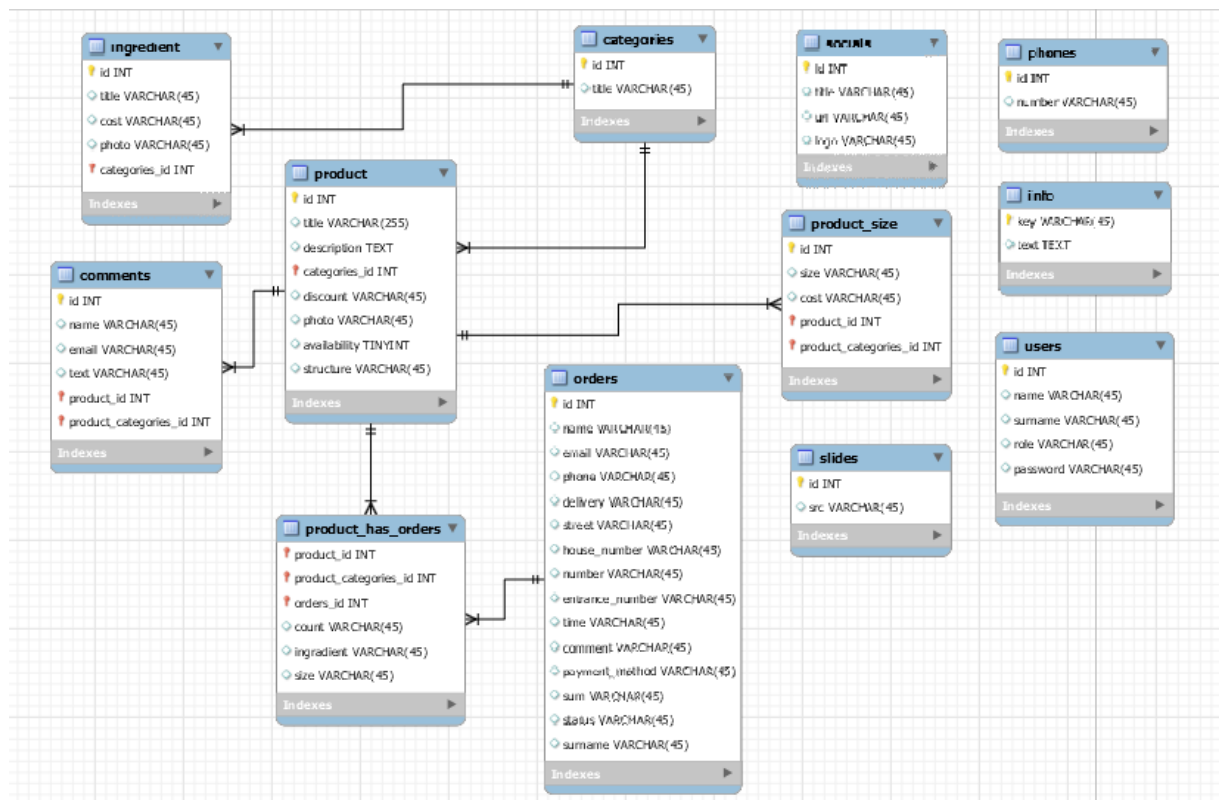 ingredient
id INT
title VARCHAR(45)
cost VARCHAR(45)
photo VARCHAR(45)
categories_id INT
Indexes
categories
id INT
title VARCHAR(45)
Indexes
socials
id INT
title VARCHAR(45)
url VARCHAR(45)
logo VARCHAR(45)
Indexes
phones
id INT
number VARCHAR(45)
Indexes
product
id INT
title VARCHAR(255)
description TEXT
categories_id INT
discount VARCHAR(45)
photo VARCHAR(45)
availability TINYINT
structure VARCHAR(45)
Indexes
info
key VARCHAR(45)
text TEXT
Indexes
product_size
id INT
size VARCHAR(45)
cost VARCHAR(45)
product_id INT
product_categories_id INT
Indexes
comments
id INT
name VARCHAR(45)
email VARCHAR(45)
text VARCHAR(45)
product_id INT
product_categories_id INT
Indexes
users
id INT
name VARCHAR(45)
surname VARCHAR(45)
role VARCHAR(45)
password VARCHAR(45)
Indexes
orders
id INT
name VARCHAR(45)
email VARCHAR(45)
phone VARCHAR(45)
delivery VARCHAR(45)
street VARCHAR(45)
house_number VARCHAR(45)
number VARCHAR(45)
entrance_number VARCHAR(45)
time VARCHAR(45)
comment VARCHAR(45)
payment_method VARCHAR(45)
sum VARCHAR(45)
status VARCHAR(45)
surname VARCHAR(45)
Indexes
slides
id INT
src VARCHAR(45)
Indexes
product_has_orders
product_id INT
product_categories_id INT
orders_id INT
count VARCHAR(45)
ingradient VARCHAR(45)
size VARCHAR(45)
Indexes